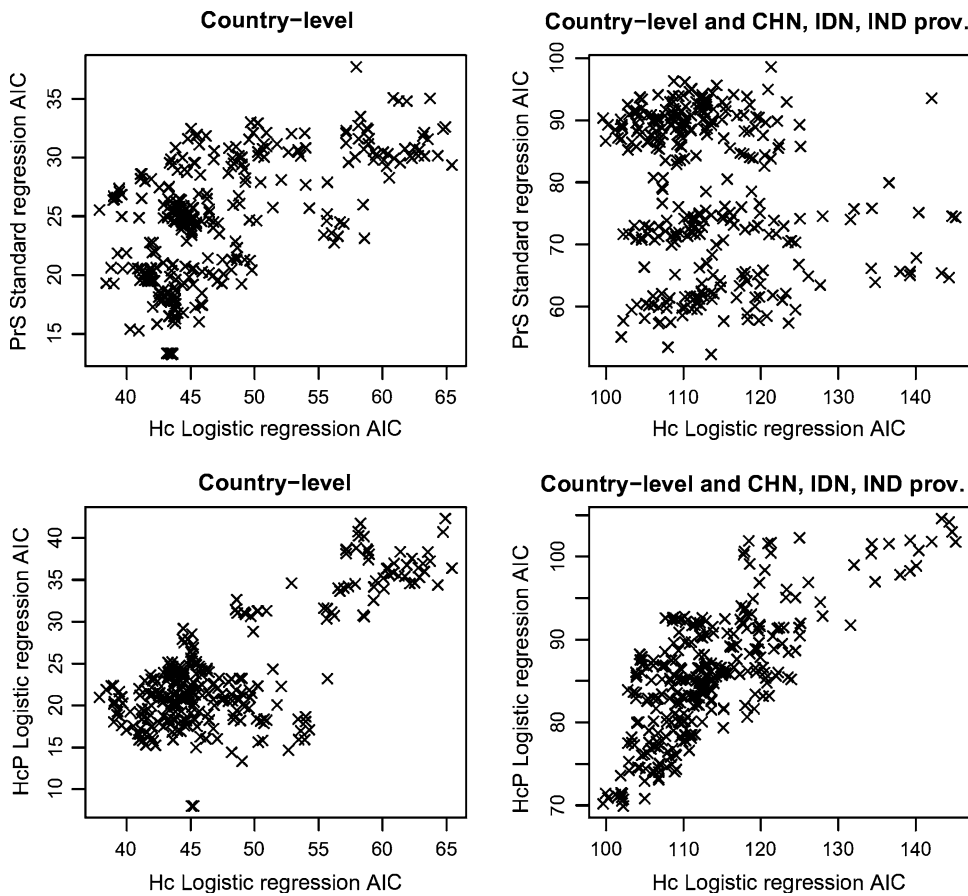 Country−level
PrS Standard regression AIC
35
30
25
20
15
40 45 50 55 60 65
Hc Logistic regression AIC
Country−level and CHN, IDN, IND prov.
PrS Standard regression AIC
100
90
80
70
60
100 110 120 130 140
Hc Logistic regression AIC
Country−level
HcP Logistic regression AIC
40
35
30
25
20
15
10
40 45 50 55 60 65
Hc Logistic regression AIC
Country−level and CHN, IDN, IND prov.
HcP Logistic regression AIC
100
90
80
70
100 110 120 130 140
Hc Logistic regression AIC